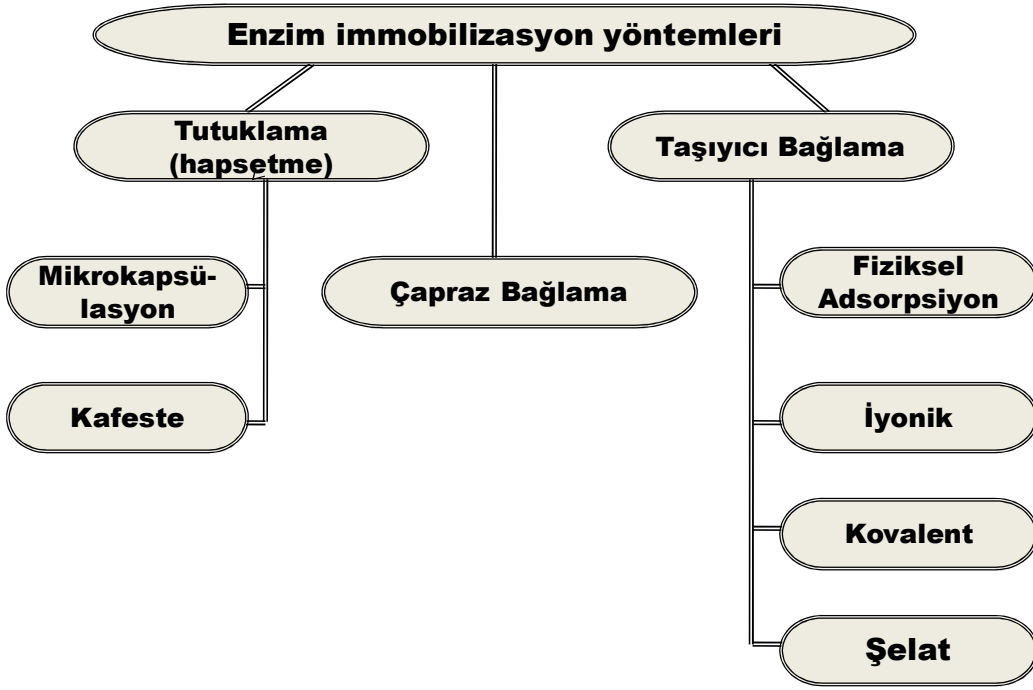 Enzim immobilizasyon yöntemleri
Tutuklama
(hapsetme)
Taşıyıcı Bağlama
Mikrokapsü-
lasyon
Çapraz Bağlama
Fiziksel
Adsorpsiyon
Kafeste
İyonik
Kovalent
Şelat